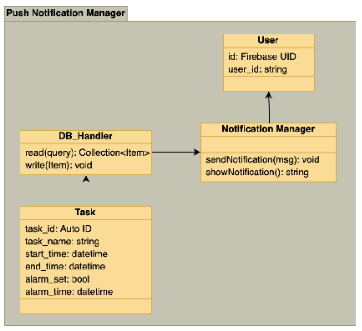 Push Notification Manager
User
id: Firebase UID
user_id: string
DB_Handler
read(query): Collection<Item>
write(Item): void
Notification Manager
sendNotification(msg): void
showNotification(): string
Task
task_id: Auto ID
task_name: string
start_time: datetime
end_time: datetime
alarm_set: bool
alarm_time: datetime